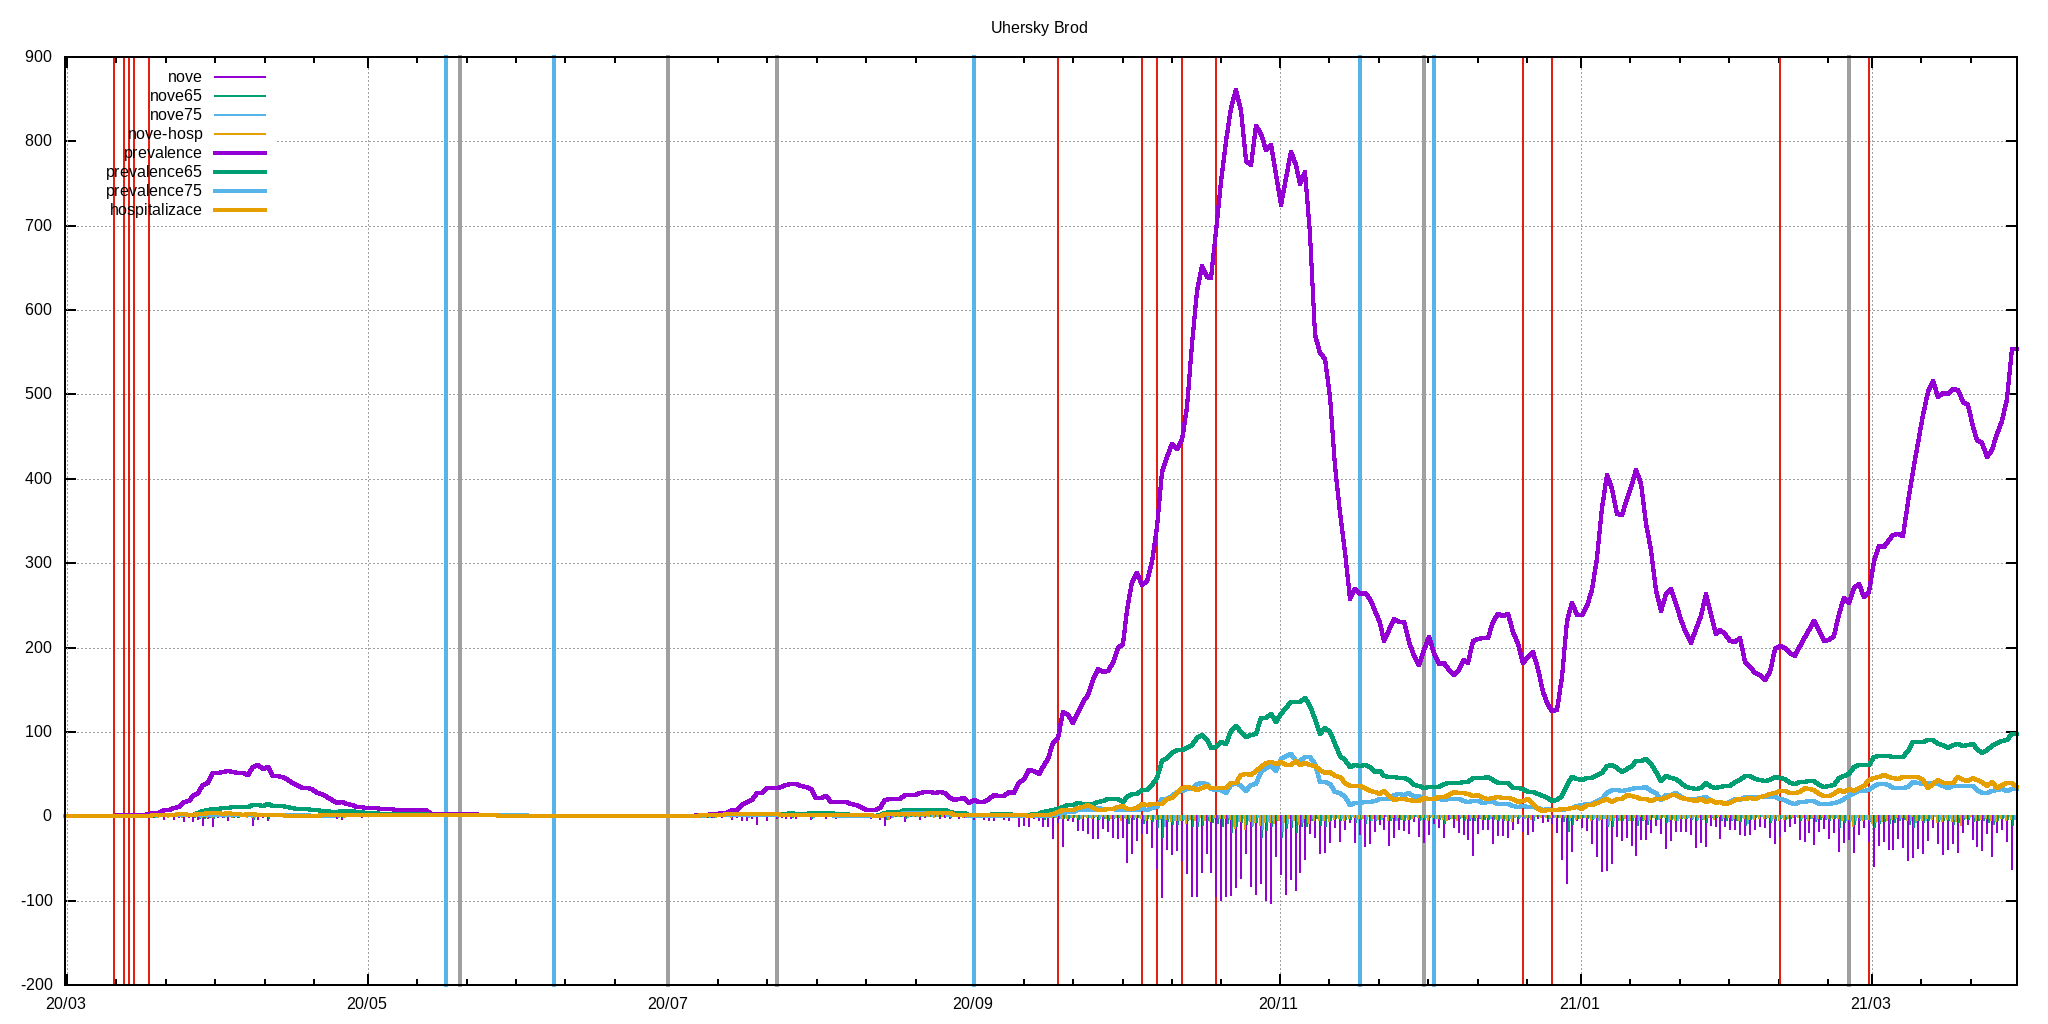 Uhersky Brod
900
800
700
600
500
400
300
200
100
0
-100
-200
nove
nove65
nove75
nove-hosp
prevalence
prevalence65
prevalence75
hospitalizace
20/03 20/05 20/07 20/09 20/11 21/01 21/03